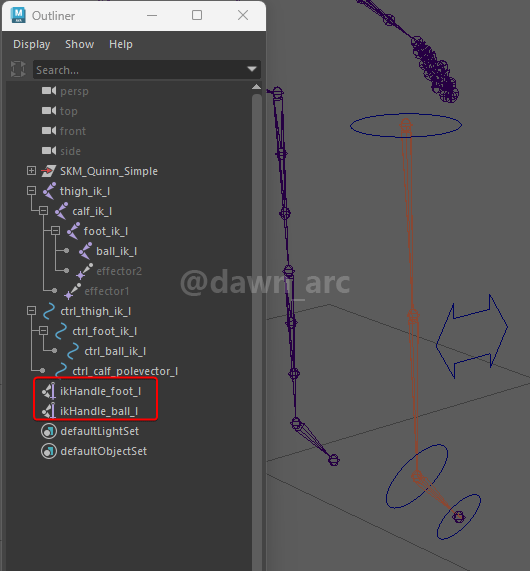 Outliner
Display Show Help
Search...
persp
top
front
side
SKM_Quinn_Simple
thigh_ik_l
calf_ik_l
foot_ik_l
ball_ik_l
effector2
effector1
ctrl_thigh_ik_l
ctrl_foot_ik_l
ctrl_ball_ik_l
ctrl_calf_polevector_l
ikHandle_foot_l
ikHandle_ball_l
defaultLightSet
defaultObjectSet
@dawn_arc